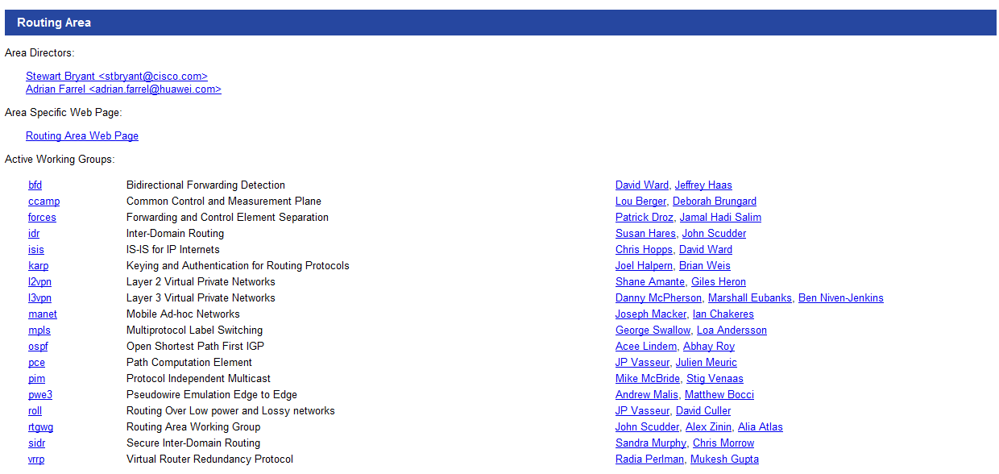 Routing Area
Area Directors:
Stewart Bryant <stbryant@cisco.com>
Adrian Farrel <adrian.farrel@huawei.com>
Area Specific Web Page:
Routing Area Web Page
Active Working Groups:
bfd Bidirectional Forwarding Detection David Ward, Jeffrey Haas
ccamp Common Control and Measurement Plane Lou Berger, Deborah Brungard
forces Forwarding and Control Element Separation Patrick Droz, Jamal Hadi Salim
idr Inter-Domain Routing Susan Hares, John Scudder
isis IS-IS for IP Internets Chris Hopps, David Ward
karp Keying and Authentication for Routing Protocols Joel Halpern, Brian Weis
l2vpn Layer 2 Virtual Private Networks Shane Amante, Giles Heron
l3vpn Layer 3 Virtual Private Networks Danny McPherson, Marshall Eubanks, Ben Niven-Jenkins
manet Mobile Ad-hoc Networks Joseph Macker, Ian Chakeres
mpls Multiprotocol Label Switching George Swallow, Loa Andersson
ospf Open Shortest Path First IGP Acee Lindem, Abhay Roy
pce Path Computation Element JP Vasseur, Julien Meuric
pim Protocol Independent Multicast Mike McBride, Stig Venaas
pwe3 Pseudowire Emulation Edge to Edge Andrew Malis, Matthew Bocci
roll Routing Over Low power and Lossy networks JP Vasseur, David Culler
rtgwg Routing Area Working Group John Scudder, Alex Zinin, Alia Atlas
sidr Secure Inter-Domain Routing Sandra Murphy, Chris Morrow
vrrp Virtual Router Redundancy Protocol Radia Perlman, Mukesh Gupta